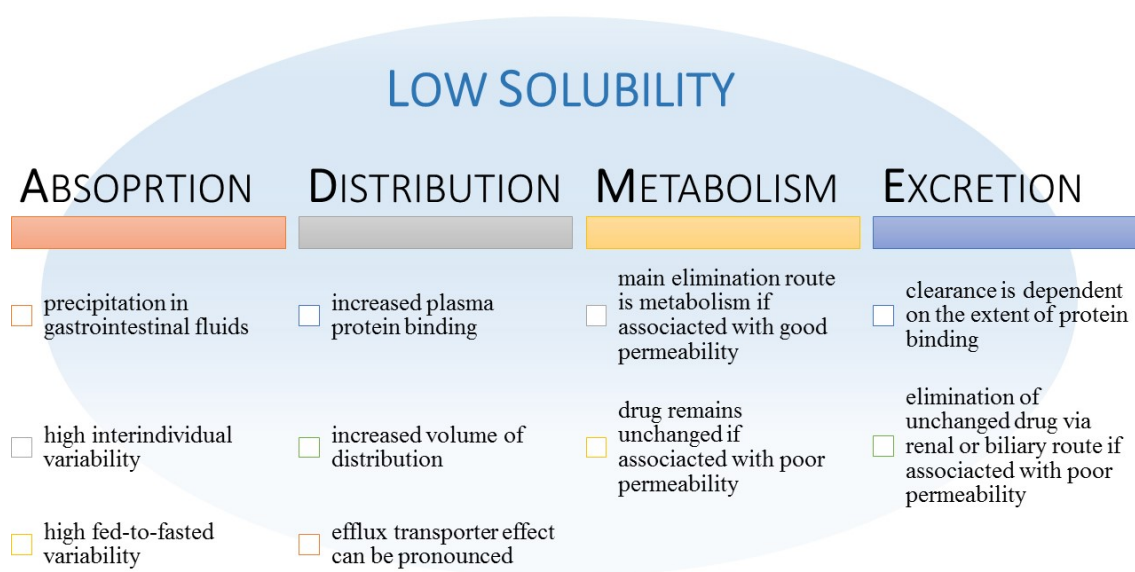 LOW SOLUBILITY
ABSOPRTION
precipitation in
gastrointestinal fluids
high interindividual
variability
high fed-to-fasted
variability
DISTRIBUTION
increased plasma
protein binding
increased volume of
distribution
efflux transporter effect
can be pronounced
METABOLISM
main elimination route
is metabolism if
associacted with good
permeability
drug remains
unchanged if
associacted with poor
permeability
EXCRETION
clearance is dependent
on the extent of protein
binding
elimination of
unchanged drug via
renal or biliary route if
associacted with poor
permeability